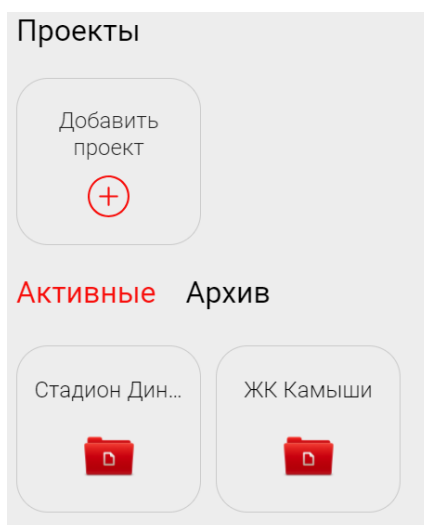 Проекты
Добавить
проект
Активные Архив
Стадион Дин... ЖК Камыши